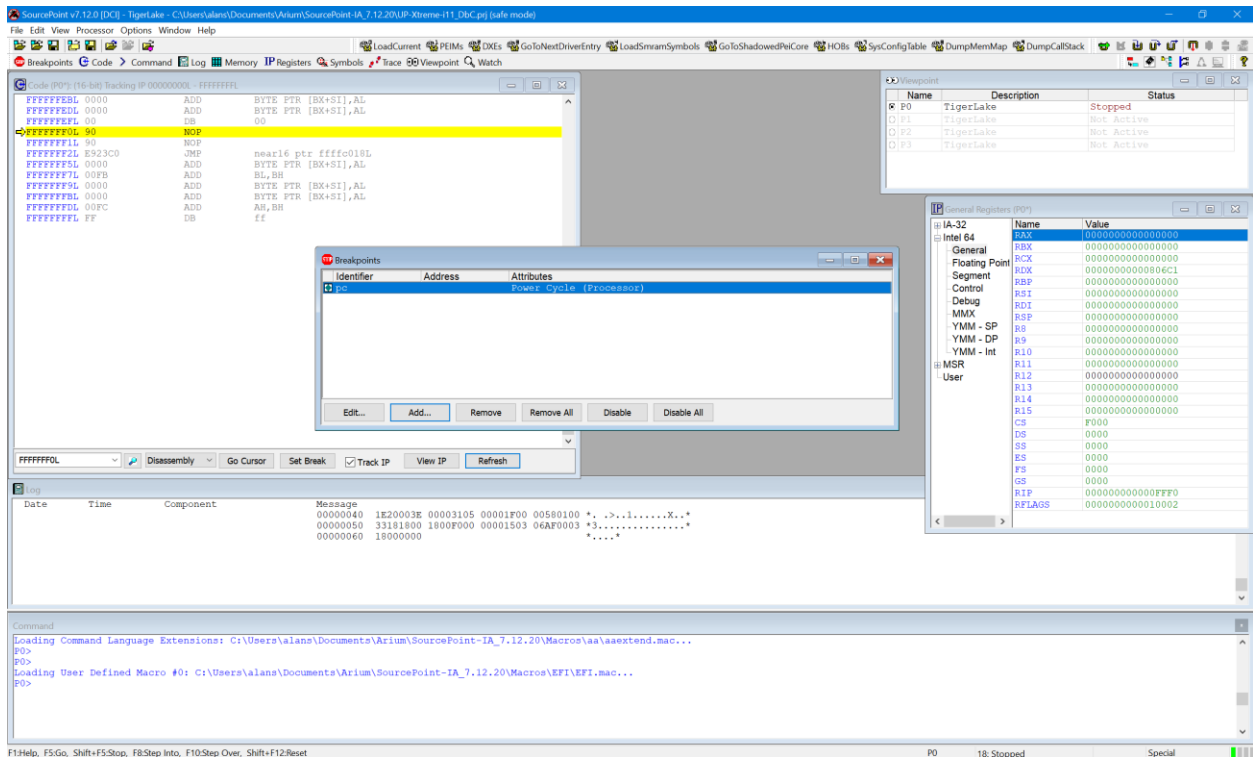 SourcePoint v7.12.0 [DCI] - TigerLake - C:\Users\alans\Documents\Arium\SourcePoint-IA_7.12.20\UP-Xtreme-i11_DbC.prj (safe mode)
File Edit View Processor Options Window Help
LoadCurrent PEIMs DXEs GoToNextDriverEntry LoadSmramSymbols GoToShadowedPeiCore HOBs SysConfigTable DumpMemMap DumpCallStack
Breakpoints Code Command Log Memory IP Registers Symbols Trace Viewpoint Watch
Code (P0*): (16-bit) Tracking IP 00000000L - FFFFFFFFL
FFFFFFEBL 0000 ADD BYTE PTR [BX+SI],AL
FFFFFFEDL 0000 ADD BYTE PTR [BX+SI],AL
FFFFFFEFL 00 DB 00
FFFFFFF0L 90 NOP
FFFFFFF1L 90 NOP
FFFFFFF2L E923C0 JMP near16 ptr ffffc018L
FFFFFFF5L 0000 ADD BYTE PTR [BX+SI],AL
FFFFFFF7L 00FB ADD BL,BH
FFFFFFF9L 0000 ADD BYTE PTR [BX+SI],AL
FFFFFFFBL 0000 ADD BYTE PTR [BX+SI],AL
FFFFFFFDL 00FC ADD AH,BH
FFFFFFFFL FF DB ff
FFFFFFF0L Disassembly Go Cursor Set Break Track IP View IP Refresh
Viewpoint
Name Description Status
P0 TigerLake Stopped
P1 TigerLake Not Active
P2 TigerLake Not Active
P3 TigerLake Not Active
Breakpoints
Identifier Address Attributes
pc Power Cycle (Processor)
Edit... Add... Remove Remove All Disable Disable All
IP General Registers (P0*)
IA-32
Intel 64
General
Floating Point
Segment
Control
Debug
MMX
YMM - SP
YMM - DP
YMM - Int
MSR
User
Name Value
RAX 0000000000000000
RBX 0000000000000000
RCX 0000000000000000
RDX 00000000000806C1
RBP 0000000000000000
RSI 0000000000000000
RDI 0000000000000000
RSP 0000000000000000
R8 0000000000000000
R9 0000000000000000
R10 0000000000000000
R11 0000000000000000
R12 0000000000000000
R13 0000000000000000
R14 0000000000000000
R15 0000000000000000
CS F000
DS 0000
SS 0000
ES 0000
FS 0000
GS 0000
RIP 000000000000FFF0
RFLAGS 0000000000010002
Log
Date Time Component Message
00000040 1E20003E 00003105 00001F00 00580100 *. .>..1......X..*
00000050 33181800 1800F000 00001503 06AF0003 *3...............*
00000060 18000000 *....*
Command
Loading Command Language Extensions: C:\Users\alans\Documents\Arium\SourcePoint-IA_7.12.20\Macros\aa\aaextend.mac...
P0>
P0>
Loading User Defined Macro #0: C:\Users\alans\Documents\Arium\SourcePoint-IA_7.12.20\Macros\EFI\EFI.mac...
P0>
F1:Help, F5:Go, Shift+F5:Stop, F8:Step Into, F10:Step Over, Shift+F12:Reset P0 18: Stopped Special